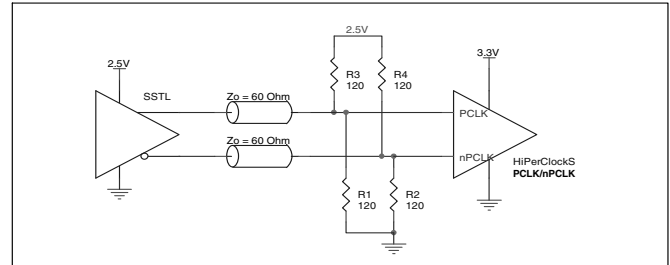 2.5V
2.5V
3.3V
SSTL
R3
120
R4
120
Zo = 60 Ohm
PCLK
Zo = 60 Ohm
nPCLK
HiPerClockS
PCLK/nPCLK
R1
120
R2
120